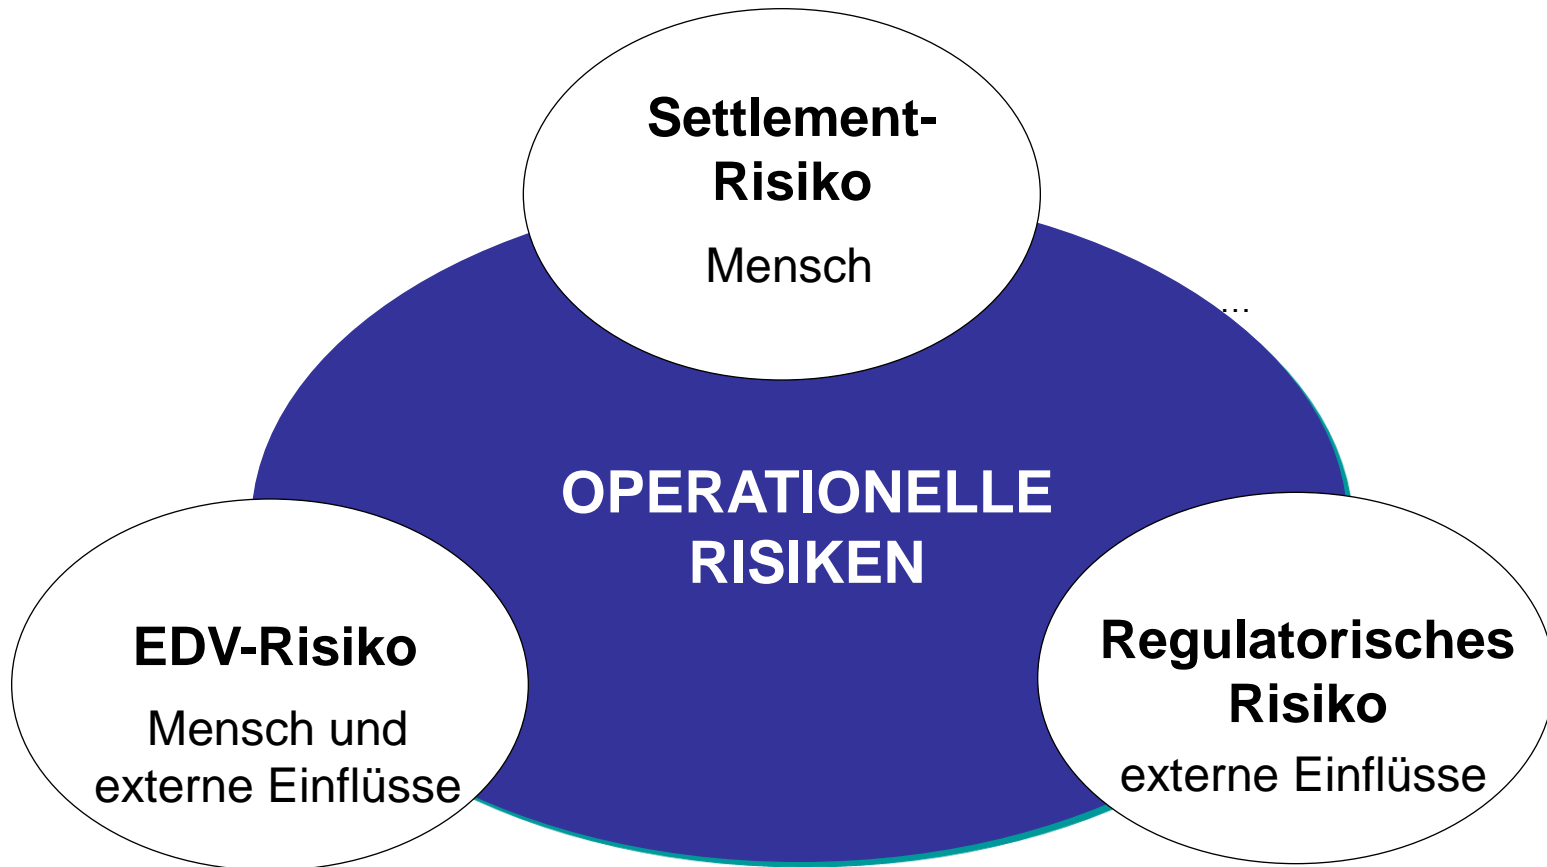 Settlement-
Risiko
Mensch
...
OPERATIONELLE
RISIKEN
EDV-Risiko
Mensch und
externe Einflüsse
Regulatorisches
Risiko
externe Einflüsse